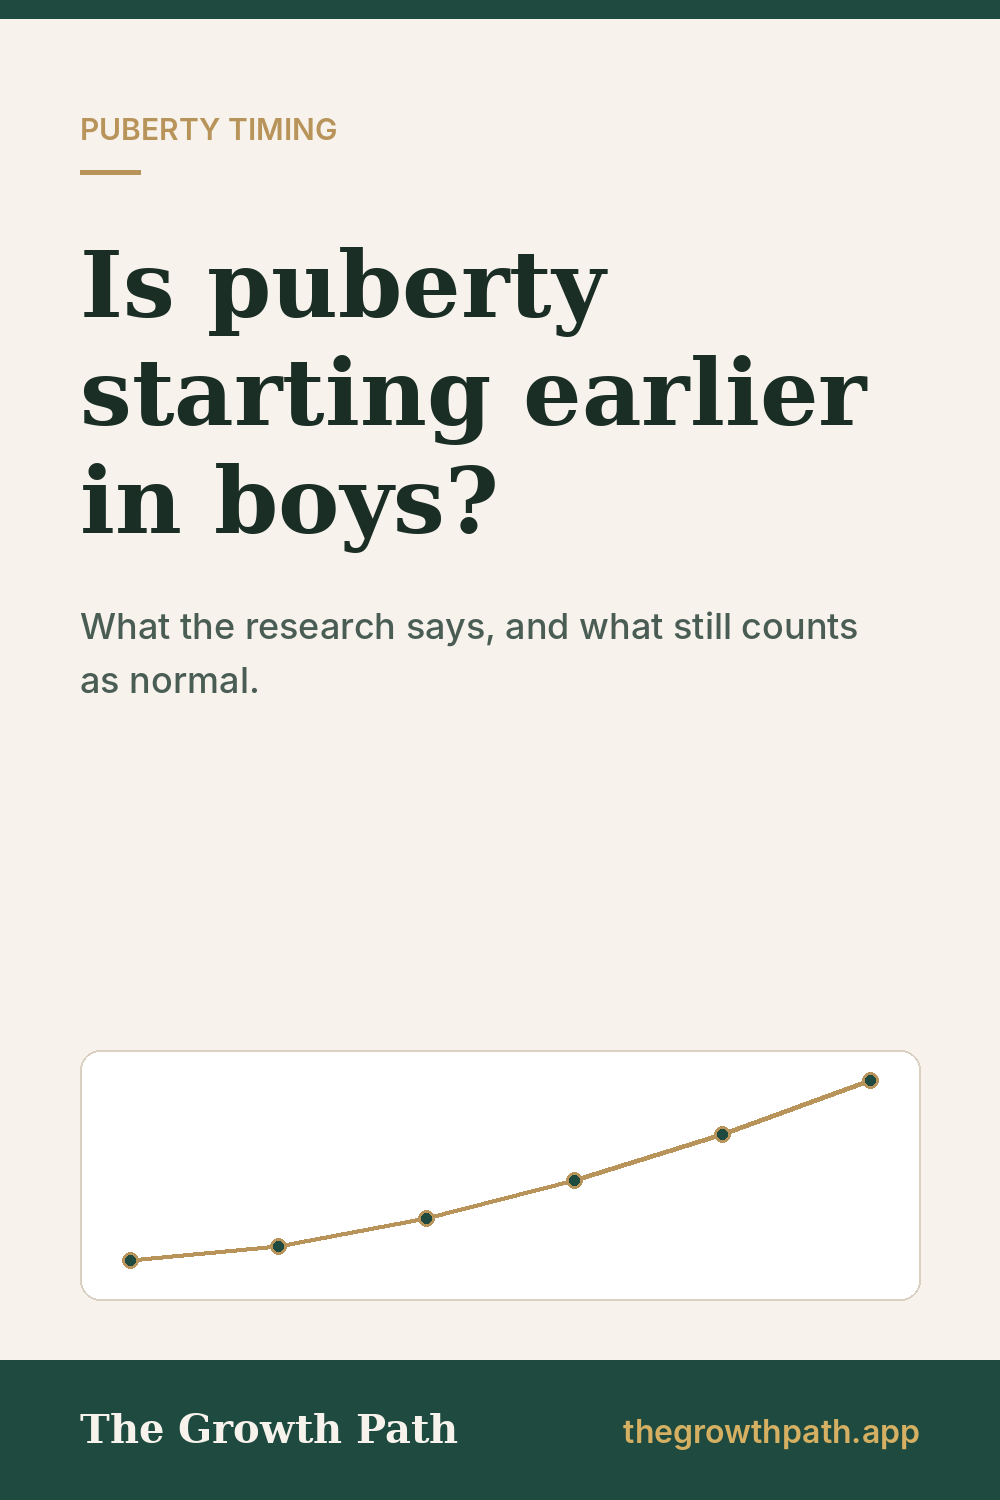 PUBERTY TIMING
Is puberty
starting earlier
in boys?
What the research says, and what still counts
as normal.
The Growth Path
thegrowthpath.app